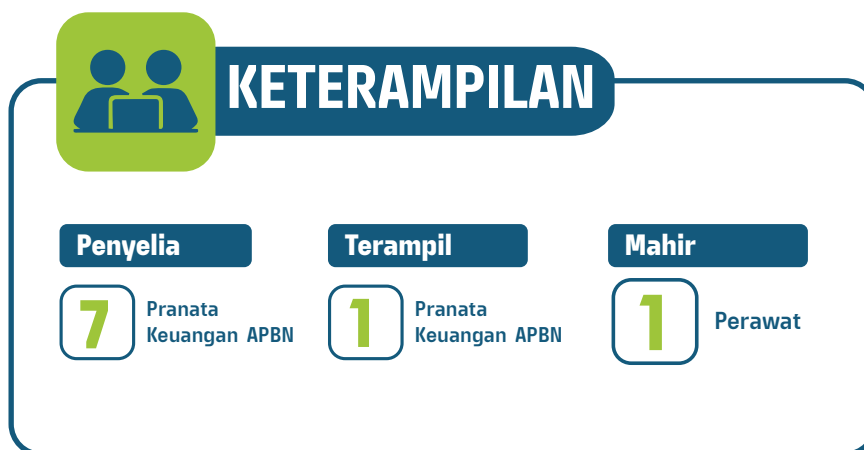 KETERAMPILAN
Penyelia
7
Pranata
Keuangan APBN
Terampil
1
Pranata
Keuangan APBN
Mahir
1
Perawat